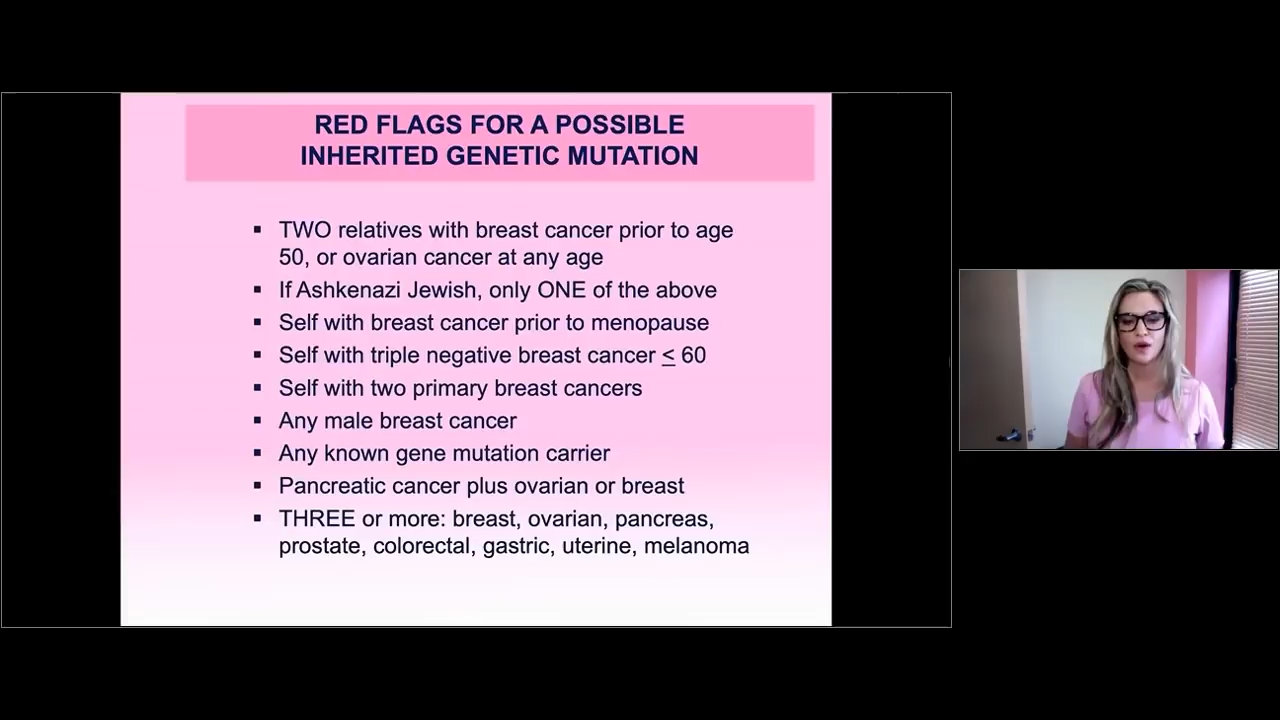 RED FLAGS FOR A POSSIBLE
INHERITED GENETIC MUTATION
▪ TWO relatives with breast cancer prior to age
50, or ovarian cancer at any age
▪ If Ashkenazi Jewish, only ONE of the above
▪ Self with breast cancer prior to menopause
▪ Self with triple negative breast cancer ≤ 60
▪ Self with two primary breast cancers
▪ Any male breast cancer
▪ Any known gene mutation carrier
▪ Pancreatic cancer plus ovarian or breast
▪ THREE or more: breast, ovarian, pancreas,
prostate, colorectal, gastric, uterine, melanoma